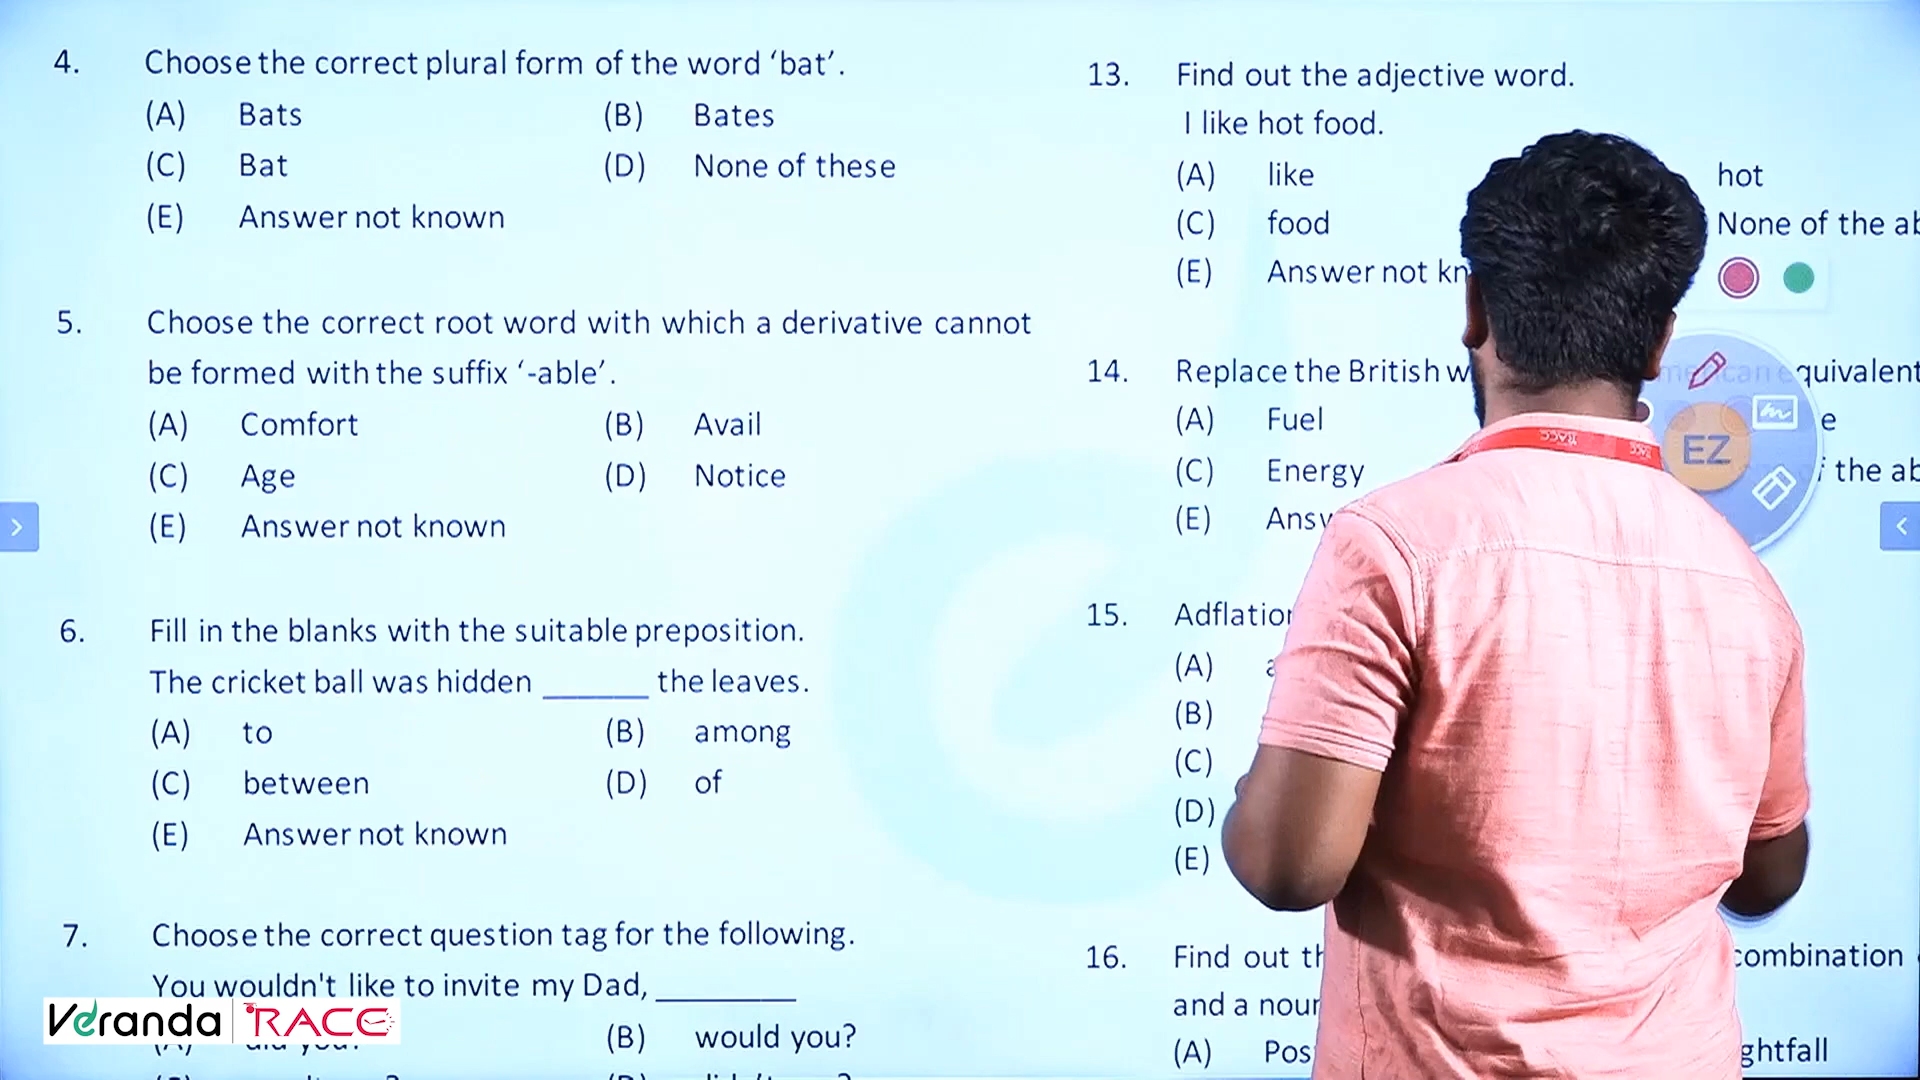 4. Choose the correct plural form of the word ‘bat’.
(A) Bats (B) Bates
(C) Bat (D) None of these
(E) Answer not known
5. Choose the correct root word with which a derivative cannot
be formed with the suffix ‘-able’.
(A) Comfort (B) Avail
(C) Age (D) Notice
(E) Answer not known
6. Fill in the blanks with the suitable preposition.
The cricket ball was hidden ______ the leaves.
(A) to (B) among
(C) between (D) of
(E) Answer not known
7. Choose the correct question tag for the following.
You wouldn't like to invite my Dad, ________
(B) would you?
Veranda RACE
13. Find out the adjective word.
I like hot food.
(A) like hot
(C) food None of the
(E) Answer not
14. Replace the British
(A) Fuel
(C) Energy the
(E)
15.
(A)
(B)
(C)
(D)
(E)
16. Find out combination
and a
(A)
EZ
RACE
RACE